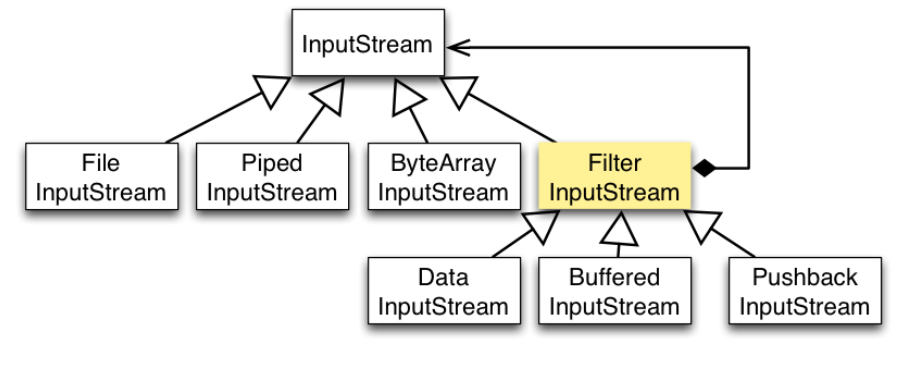 InputStream
File
InputStream
Piped
InputStream
ByteArray
InputStream
Filter
InputStream
Data
InputStream
Buffered
InputStream
Pushback
InputStream